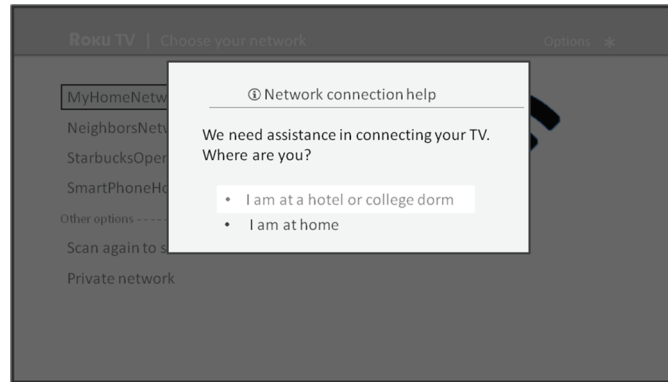 ROKU TV | Choose your network
Options *
MyHomeNetw
NeighborsNetw
StarbucksOper
SmartPhoneHo
Other options - - - - -
Scan again to s
Private network
ⓘ Network connection help
We need assistance in connecting your TV.
Where are you?
• I am at a hotel or college dorm
• I am at home